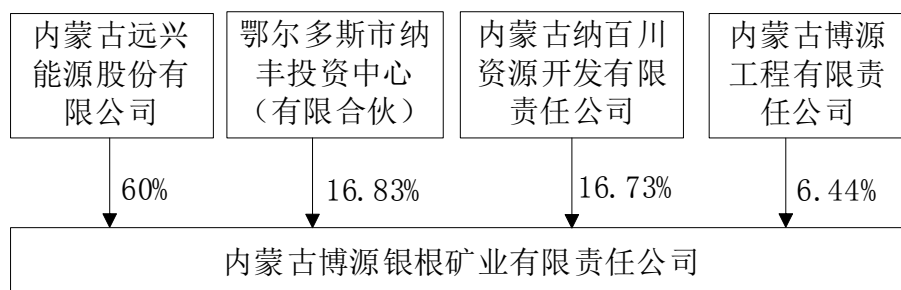 内蒙古远兴
能源股份有
限公司
鄂尔多斯市纳
丰投资中心
（有限合伙）
内蒙古纳百川
资源开发有限
责任公司
内蒙古博源
工程有限责
任公司
60%
16.83%
16.73%
6.44%
内蒙古博源银根矿业有限责任公司